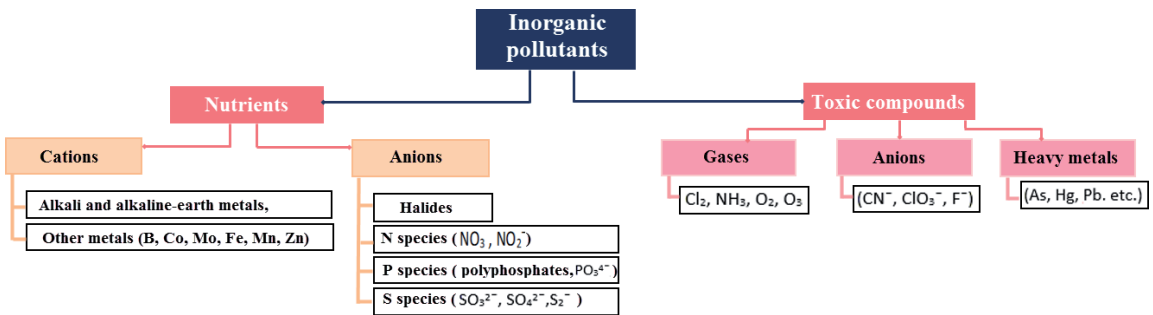 Inorganic
pollutants
Nutrients
Toxic compounds
Cations
Anions
Gases
Anions
Heavy metals
Alkali and alkaline-earth metals,
Other metals (B, Co, Mo, Fe, Mn, Zn)
Halides
N species (NO₃ , NO₂⁻)
P species ( polyphosphates, PO₃⁴⁻)
S species (SO₃²⁻, SO₄²⁻,S₂⁻ )
Cl₂, NH₃, O₂, O₃
(CN⁻, ClO₃⁻, F⁻)
(As, Hg, Pb. etc.)